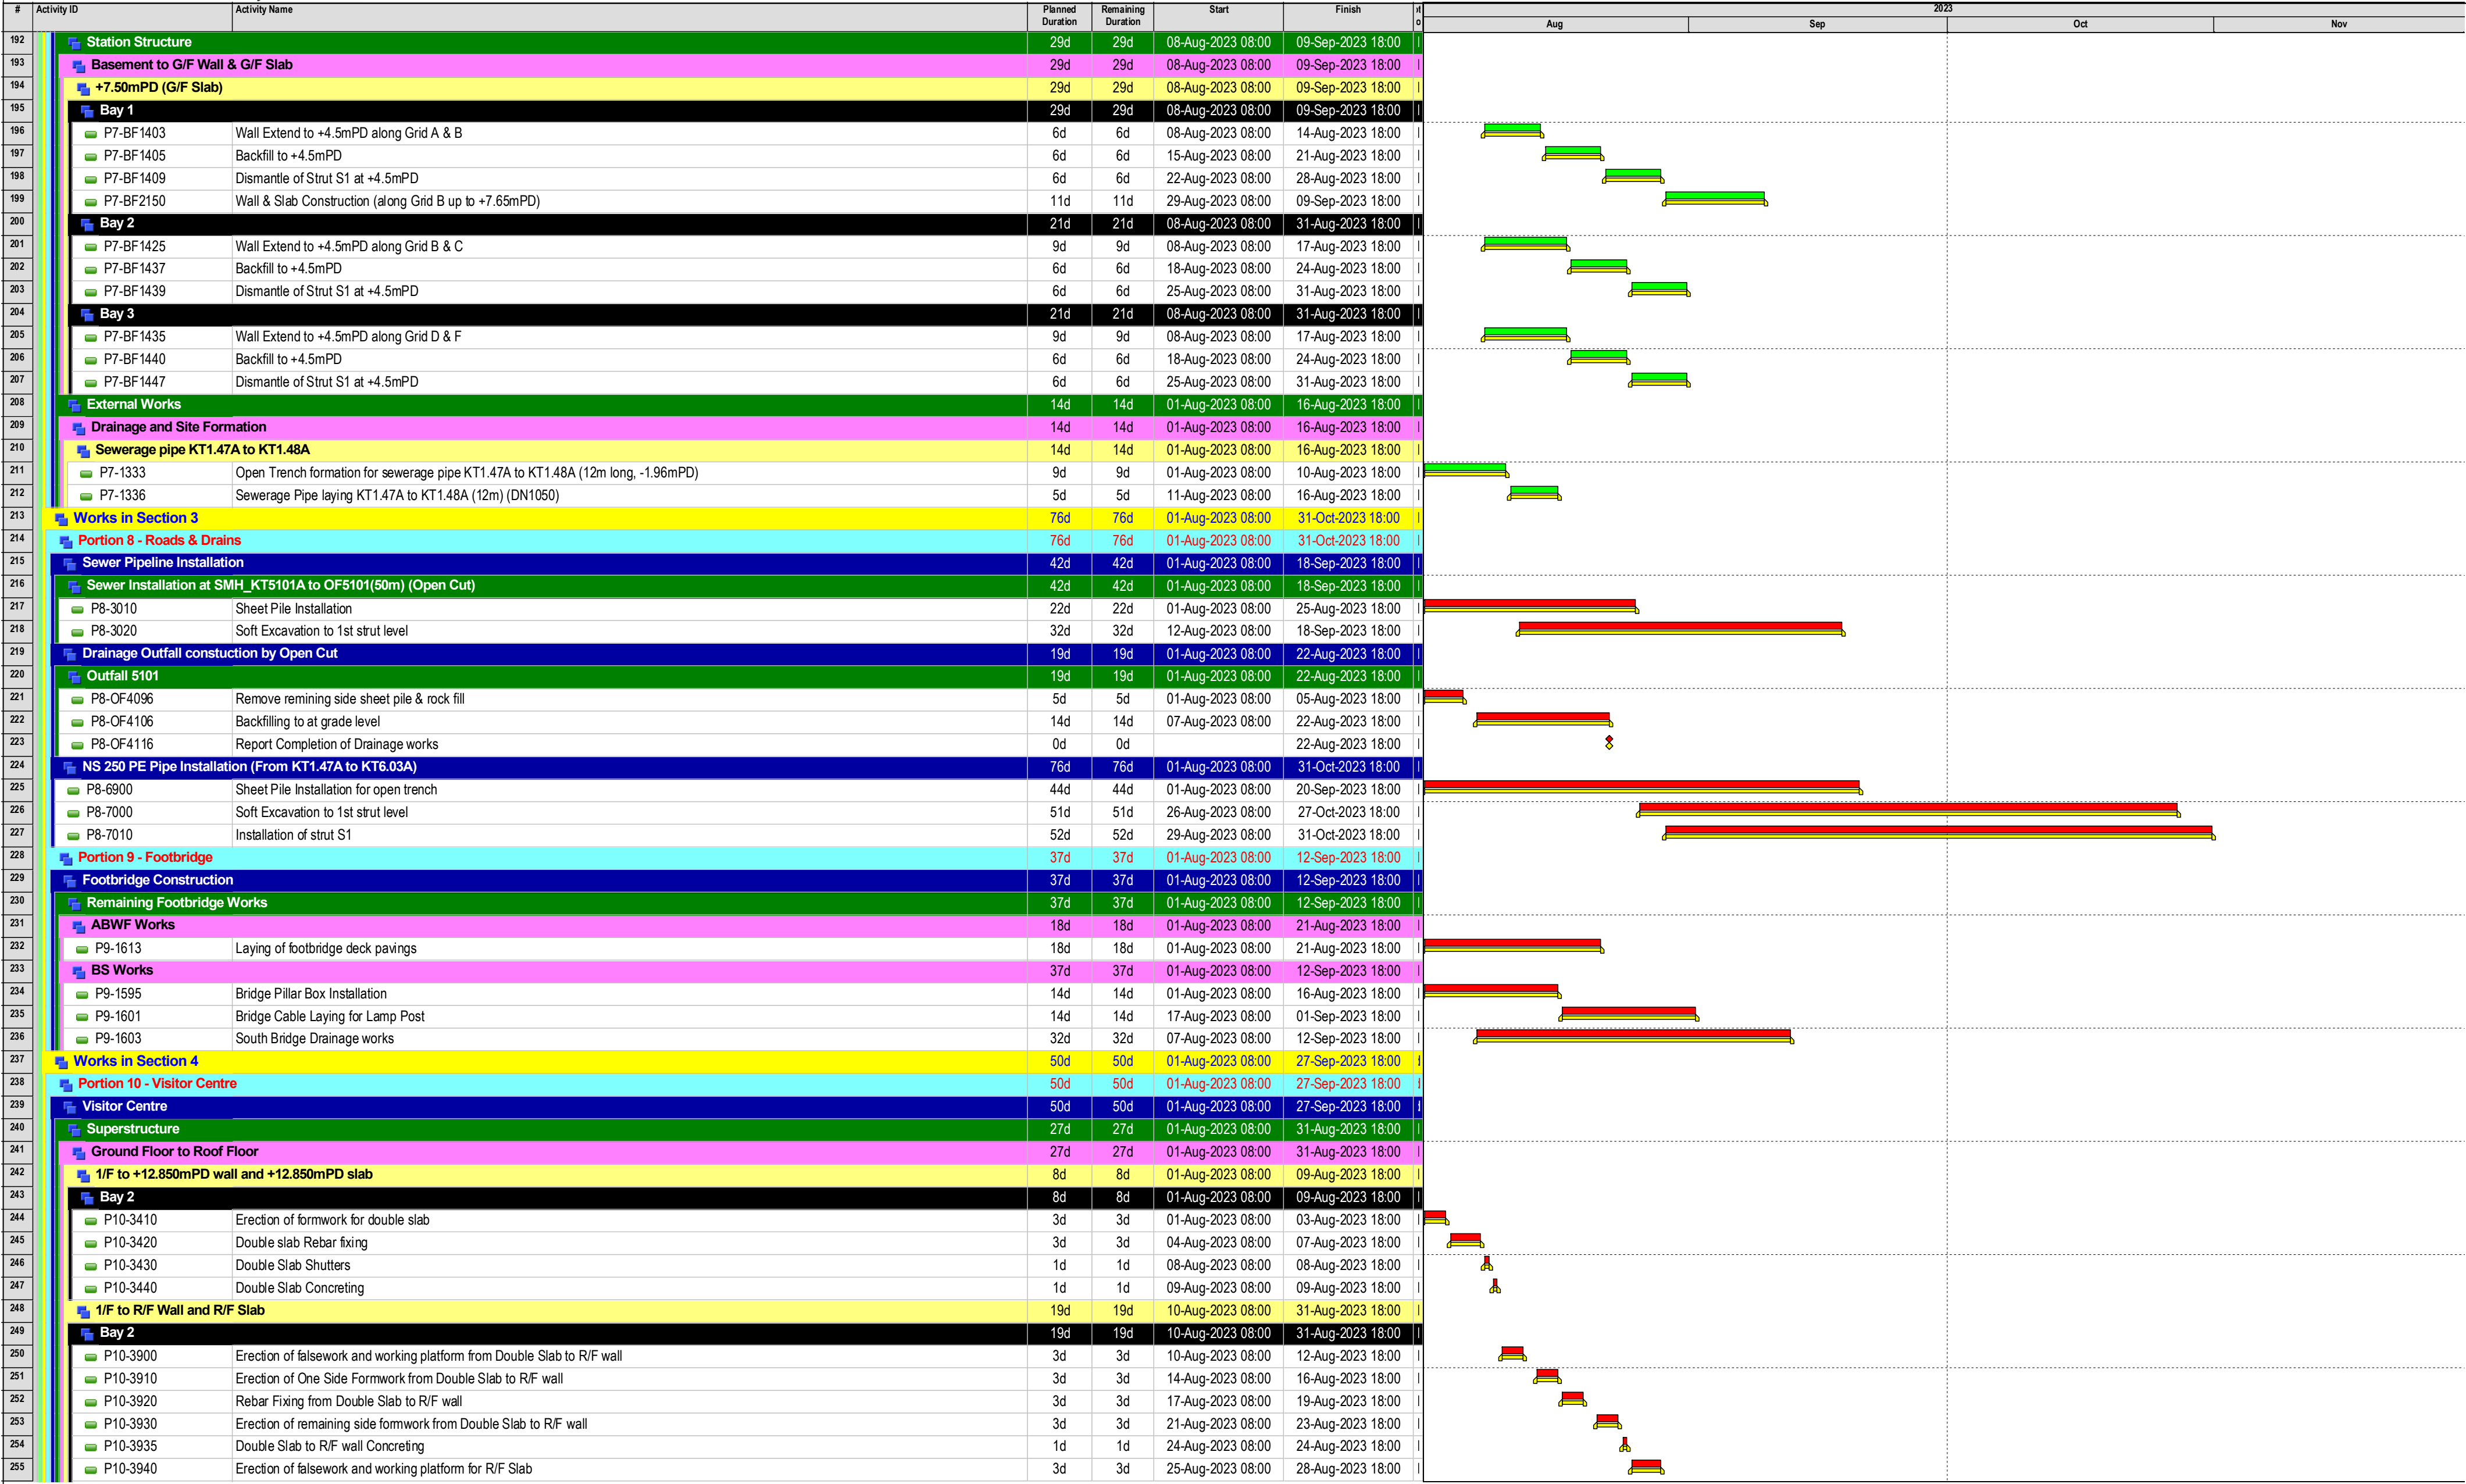 # Activity ID Activity Name Planned Duration Remaining Duration Start Finish 2023
Aug Sep Oct Nov
192 Station Structure 29d 29d 08-Aug-2023 08:00 09-Sep-2023 18:00
193 Basement to G/F Wall & G/F Slab 29d 29d 08-Aug-2023 08:00 09-Sep-2023 18:00
194 +7.50mPD (G/F Slab) 29d 29d 08-Aug-2023 08:00 09-Sep-2023 18:00
195 Bay 1 29d 29d 08-Aug-2023 08:00 09-Sep-2023 18:00
196 P7-BF1403 Wall Extend to +4.5mPD along Grid A & B 6d 6d 08-Aug-2023 08:00 14-Aug-2023 18:00
197 P7-BF1405 Backfill to +4.5mPD 6d 6d 15-Aug-2023 08:00 21-Aug-2023 18:00
198 P7-BF1409 Dismantle of Strut S1 at +4.5mPD 6d 6d 22-Aug-2023 08:00 28-Aug-2023 18:00
199 P7-BF2150 Wall & Slab Construction (along Grid B up to +7.65mPD) 11d 11d 29-Aug-2023 08:00 09-Sep-2023 18:00
200 Bay 2 21d 21d 08-Aug-2023 08:00 31-Aug-2023 18:00
201 P7-BF1425 Wall Extend to +4.5mPD along Grid B & C 9d 9d 08-Aug-2023 08:00 17-Aug-2023 18:00
202 P7-BF1437 Backfill to +4.5mPD 6d 6d 18-Aug-2023 08:00 24-Aug-2023 18:00
203 P7-BF1439 Dismantle of Strut S1 at +4.5mPD 6d 6d 25-Aug-2023 08:00 31-Aug-2023 18:00
204 Bay 3 21d 21d 08-Aug-2023 08:00 31-Aug-2023 18:00
205 P7-BF1435 Wall Extend to +4.5mPD along Grid D & F 9d 9d 08-Aug-2023 08:00 17-Aug-2023 18:00
206 P7-BF1440 Backfill to +4.5mPD 6d 6d 18-Aug-2023 08:00 24-Aug-2023 18:00
207 P7-BF1447 Dismantle of Strut S1 at +4.5mPD 6d 6d 25-Aug-2023 08:00 31-Aug-2023 18:00
208 External Works 14d 14d 01-Aug-2023 08:00 16-Aug-2023 18:00
209 Drainage and Site Formation 14d 14d 01-Aug-2023 08:00 16-Aug-2023 18:00
210 Sewerage pipe KT1.47A to KT1.48A 14d 14d 01-Aug-2023 08:00 16-Aug-2023 18:00
211 P7-1333 Open Trench formation for sewerage pipe KT1.47A to KT1.48A (12m long, -1.96mPD) 9d 9d 01-Aug-2023 08:00 10-Aug-2023 18:00
212 P7-1336 Sewerage Pipe laying KT1.47A to KT1.48A (12m) (DN1050) 5d 5d 11-Aug-2023 08:00 16-Aug-2023 18:00
213 Works in Section 3 76d 76d 01-Aug-2023 08:00 31-Oct-2023 18:00
214 Portion 8 - Roads & Drains 76d 76d 01-Aug-2023 08:00 31-Oct-2023 18:00
215 Sewer Pipeline Installation 42d 42d 01-Aug-2023 08:00 18-Sep-2023 18:00
216 Sewer Installation at SMH_KT5101A to OF5101(50m) (Open Cut) 42d 42d 01-Aug-2023 08:00 18-Sep-2023 18:00
217 P8-3010 Sheet Pile Installation 22d 22d 01-Aug-2023 08:00 25-Aug-2023 18:00
218 P8-3020 Soft Excavation to 1st strut level 32d 32d 12-Aug-2023 08:00 18-Sep-2023 18:00
219 Drainage Outfall constuction by Open Cut 19d 19d 01-Aug-2023 08:00 22-Aug-2023 18:00
220 Outfall 5101 19d 19d 01-Aug-2023 08:00 22-Aug-2023 18:00
221 P8-OF4096 Remove remining side sheet pile & rock fill 5d 5d 01-Aug-2023 08:00 05-Aug-2023 18:00
222 P8-OF4106 Backfilling to at grade level 14d 14d 07-Aug-2023 08:00 22-Aug-2023 18:00
223 P8-OF4116 Report Completion of Drainage works 0d 0d 22-Aug-2023 18:00
224 NS 250 PE Pipe Installation (From KT1.47A to KT6.03A) 76d 76d 01-Aug-2023 08:00 31-Oct-2023 18:00
225 P8-6900 Sheet Pile Installation for open trench 44d 44d 01-Aug-2023 08:00 20-Sep-2023 18:00
226 P8-7000 Soft Excavation to 1st strut level 51d 51d 26-Aug-2023 08:00 27-Oct-2023 18:00
227 P8-7010 Installation of strut S1 52d 52d 29-Aug-2023 08:00 31-Oct-2023 18:00
228 Portion 9 - Footbridge 37d 37d 01-Aug-2023 08:00 12-Sep-2023 18:00
229 Footbridge Construction 37d 37d 01-Aug-2023 08:00 12-Sep-2023 18:00
230 Remaining Footbridge Works 37d 37d 01-Aug-2023 08:00 12-Sep-2023 18:00
231 ABWF Works 18d 18d 01-Aug-2023 08:00 21-Aug-2023 18:00
232 P9-1613 Laying of footbridge deck pavings 18d 18d 01-Aug-2023 08:00 21-Aug-2023 18:00
233 BS Works 37d 37d 01-Aug-2023 08:00 12-Sep-2023 18:00
234 P9-1595 Bridge Pillar Box Installation 14d 14d 01-Aug-2023 08:00 16-Aug-2023 18:00
235 P9-1601 Bridge Cable Laying for Lamp Post 14d 14d 17-Aug-2023 08:00 01-Sep-2023 18:00
236 P9-1603 South Bridge Drainage works 32d 32d 07-Aug-2023 08:00 12-Sep-2023 18:00
237 Works in Section 4 50d 50d 01-Aug-2023 08:00 27-Sep-2023 18:00
238 Portion 10 - Visitor Centre 50d 50d 01-Aug-2023 08:00 27-Sep-2023 18:00
239 Visitor Centre 50d 50d 01-Aug-2023 08:00 27-Sep-2023 18:00
240 Superstructure 27d 27d 01-Aug-2023 08:00 31-Aug-2023 18:00
241 Ground Floor to Roof Floor 27d 27d 01-Aug-2023 08:00 31-Aug-2023 18:00
242 1/F to +12.850mPD wall and +12.850mPD slab 8d 8d 01-Aug-2023 08:00 09-Aug-2023 18:00
243 Bay 2 8d 8d 01-Aug-2023 08:00 09-Aug-2023 18:00
244 P10-3410 Erection of formwork for double slab 3d 3d 01-Aug-2023 08:00 03-Aug-2023 18:00
245 P10-3420 Double slab Rebar fixing 3d 3d 04-Aug-2023 08:00 07-Aug-2023 18:00
246 P10-3430 Double Slab Shutters 1d 1d 08-Aug-2023 08:00 08-Aug-2023 18:00
247 P10-3440 Double Slab Concreting 1d 1d 09-Aug-2023 08:00 09-Aug-2023 18:00
248 1/F to R/F Wall and R/F Slab 19d 19d 10-Aug-2023 08:00 31-Aug-2023 18:00
249 Bay 2 19d 19d 10-Aug-2023 08:00 31-Aug-2023 18:00
250 P10-3900 Erection of falsework and working platform from Double Slab to R/F wall 3d 3d 10-Aug-2023 08:00 12-Aug-2023 18:00
251 P10-3910 Erection of One Side Formwork from Double Slab to R/F wall 3d 3d 14-Aug-2023 08:00 16-Aug-2023 18:00
252 P10-3920 Rebar Fixing from Double Slab to R/F wall 3d 3d 17-Aug-2023 08:00 19-Aug-2023 18:00
253 P10-3930 Erection of remaining side formwork from Double Slab to R/F wall 3d 3d 21-Aug-2023 08:00 23-Aug-2023 18:00
254 P10-3935 Double Slab to R/F wall Concreting 1d 1d 24-Aug-2023 08:00 24-Aug-2023 18:00
255 P10-3940 Erection of falsework and working platform for R/F Slab 3d 3d 25-Aug-2023 08:00 28-Aug-2023 18:00